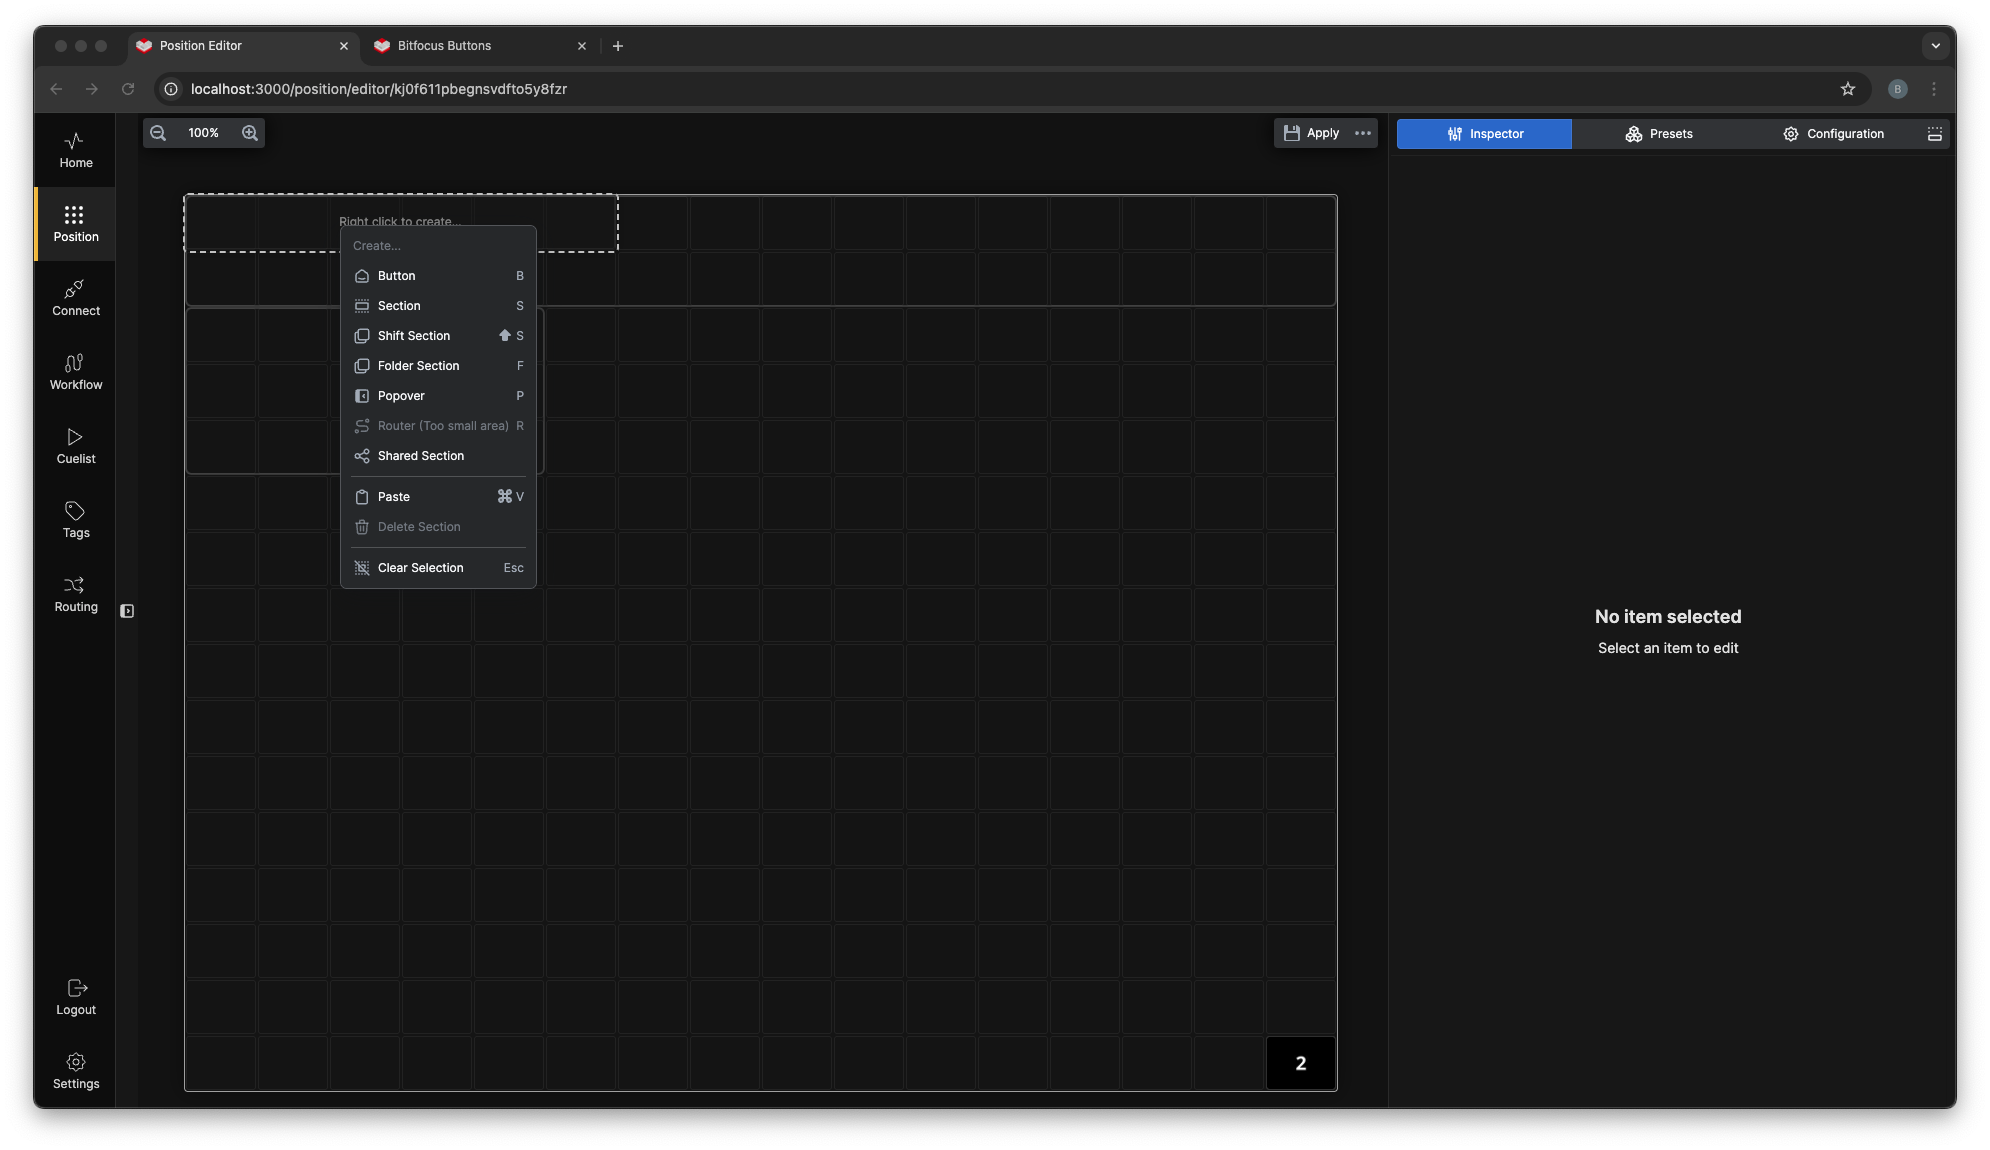 Position Editor
Bitfocus Buttons
localhost:3000/position/editor/kj0f611pbegnsvdfto5y8fzr
B
Home
Position
Connect
Workflow
Cuelist
Tags
Routing
Logout
Settings
100%
Apply
Inspector
Presets
Configuration
Right click to create...
Create...
Button B
Section S
Shift Section S
Folder Section F
Popover P
Router (Too small area) R
Shared Section
Paste ⌘ V
Delete Section
Clear Selection Esc
No item selected
Select an item to edit
2